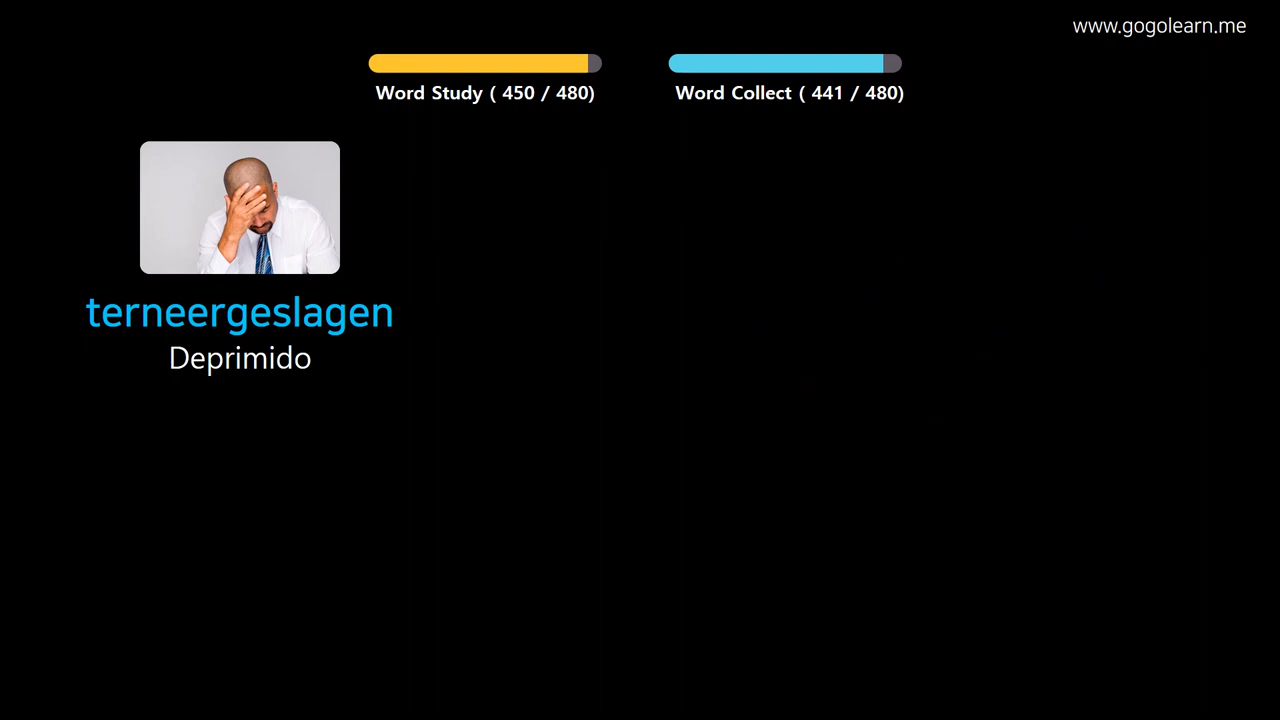 www.gogolearn.me
Word Study ( 450 / 480)
Word Collect ( 441 / 480)
terneergeslagen
Deprimido